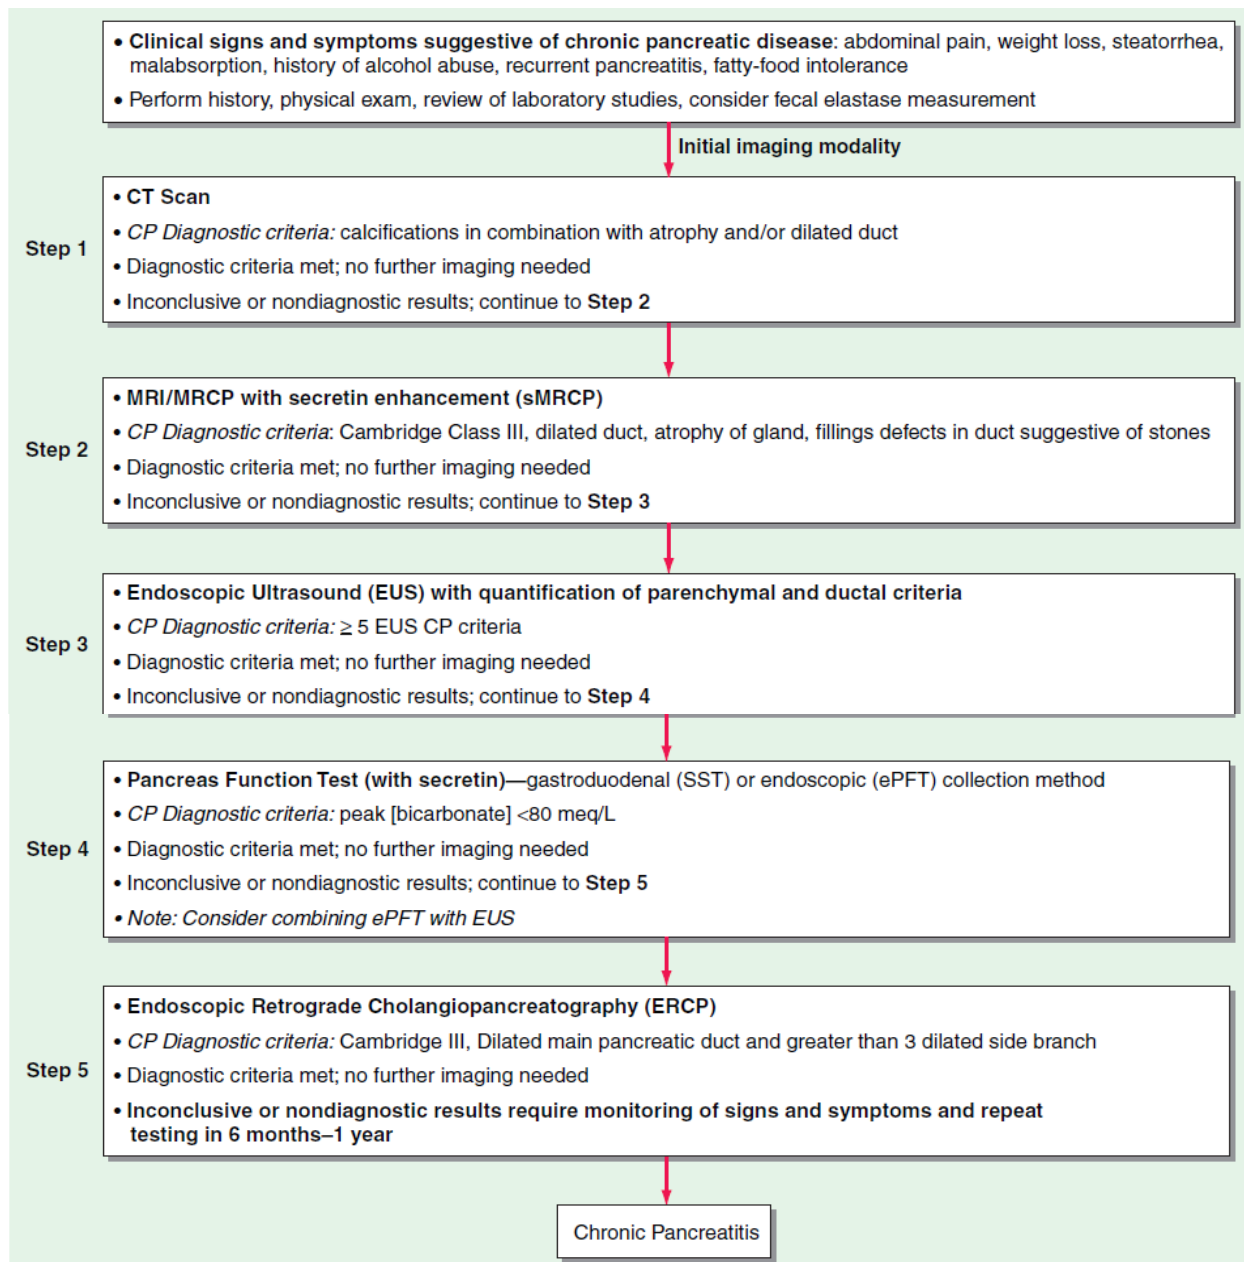 • Clinical signs and symptoms suggestive of chronic pancreatic disease: abdominal pain, weight loss, steatorrhea,
malabsorption, history of alcohol abuse, recurrent pancreatitis, fatty-food intolerance
• Perform history, physical exam, review of laboratory studies, consider fecal elastase measurement
Initial imaging modality
Step 1
• CT Scan
• CP Diagnostic criteria: calcifications in combination with atrophy and/or dilated duct
• Diagnostic criteria met; no further imaging needed
• Inconclusive or nondiagnostic results; continue to Step 2
Step 2
• MRI/MRCP with secretin enhancement (sMRCP)
• CP Diagnostic criteria: Cambridge Class III, dilated duct, atrophy of gland, fillings defects in duct suggestive of stones
• Diagnostic criteria met; no further imaging needed
• Inconclusive or nondiagnostic results; continue to Step 3
Step 3
• Endoscopic Ultrasound (EUS) with quantification of parenchymal and ductal criteria
• CP Diagnostic criteria: ≥ 5 EUS CP criteria
• Diagnostic criteria met; no further imaging needed
• Inconclusive or nondiagnostic results; continue to Step 4
Step 4
• Pancreas Function Test (with secretin)—gastroduodenal (SST) or endoscopic (ePFT) collection method
• CP Diagnostic criteria: peak [bicarbonate] <80 meq/L
• Diagnostic criteria met; no further imaging needed
• Inconclusive or nondiagnostic results; continue to Step 5
• Note: Consider combining ePFT with EUS
Step 5
• Endoscopic Retrograde Cholangiopancreatography (ERCP)
• CP Diagnostic criteria: Cambridge III, Dilated main pancreatic duct and greater than 3 dilated side branch
• Diagnostic criteria met; no further imaging needed
• Inconclusive or nondiagnostic results require monitoring of signs and symptoms and repeat
testing in 6 months–1 year
Chronic Pancreatitis